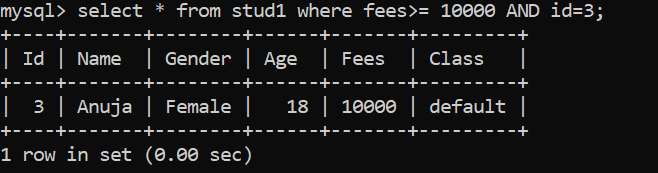 mysql> select * from stud1 where fees>= 10000 AND id=3;
+----+-------+--------+------+-------+---------+
| Id | Name  | Gender | Age  | Fees  | Class   |
+----+-------+--------+------+-------+---------+
|  3 | Anuja | Female |   18 | 10000 | default |
+----+-------+--------+------+-------+---------+
1 row in set (0.00 sec)